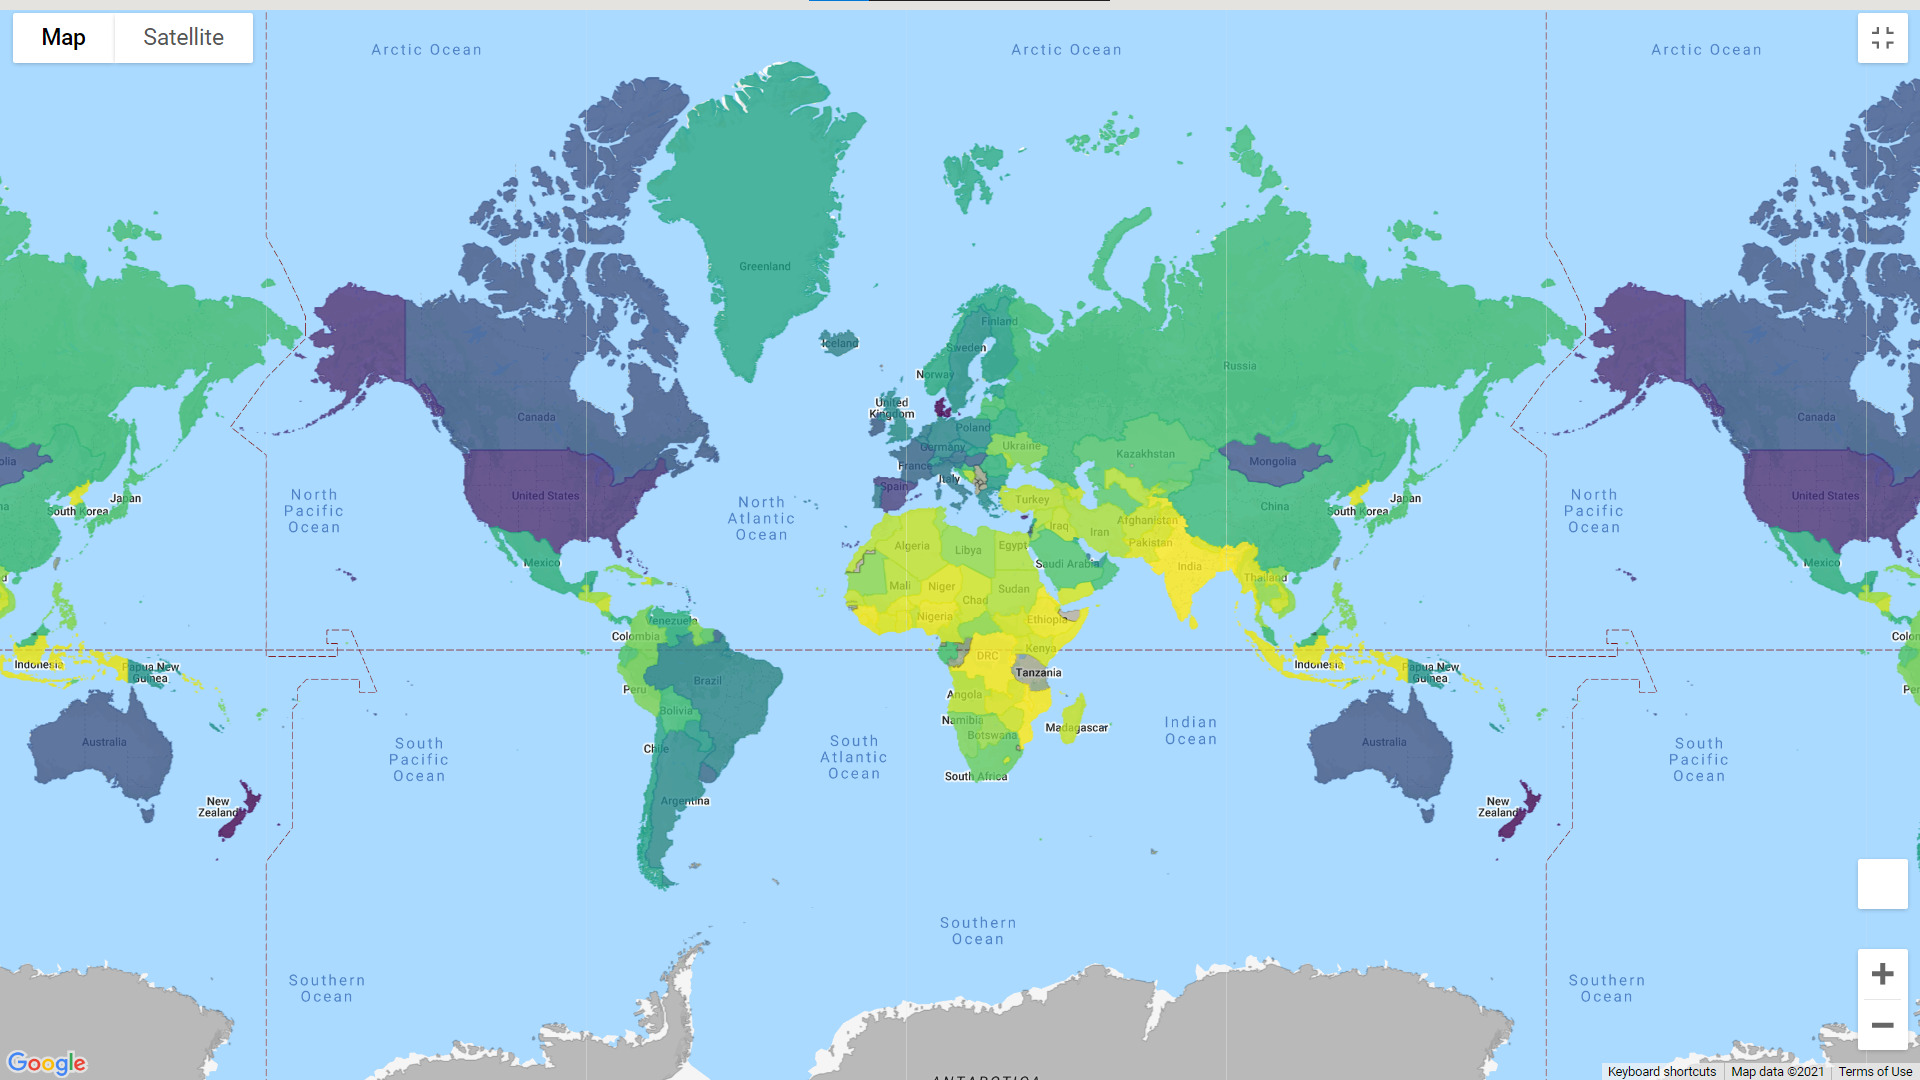 Map
Satellite
Arctic Ocean
Arctic Ocean
Arctic Ocean
Greenland
Finland
Iceland
Sweden
Russia
Norway
United
Kingdom
Canada
Canada
Poland
Germany
Ukraine
Kazakhstan
Mongolia
olia
France
Italy
Spain
Turkey
United States
United States
Japan
Japan
South Korea
South Korea
China
na
North
Pacific
Ocean
North
Atlantic
Ocean
North
Pacific
Ocean
Iraq
Iran
Afghanistan
Pakistan
Algeria
Libya
Egypt
Saudi Arabia
India
Mexico
Mexico
Thailand
d
Mali
Niger
Chad
Sudan
Nigeria
Ethiopia
Venezuela
Colombia
Colom
Kenya
DRC
Tanzania
Indonesia
Indonesia
Papua New
Guinea
Papua New
Guinea
Brazil
Peru
Per
Angola
Bolivia
Namibia
Botswana
Madagascar
Indian
Ocean
Australia
Australia
Chile
South
Pacific
Ocean
South
Atlantic
Ocean
South
Pacific
Ocean
South Africa
New
Zealand
Argentina
New
Zealand
Southern
Ocean
Southern
Ocean
Southern
Ocean
Google
ANTARCTICA
Keyboard shortcuts
Map data ©2021
Terms of Use